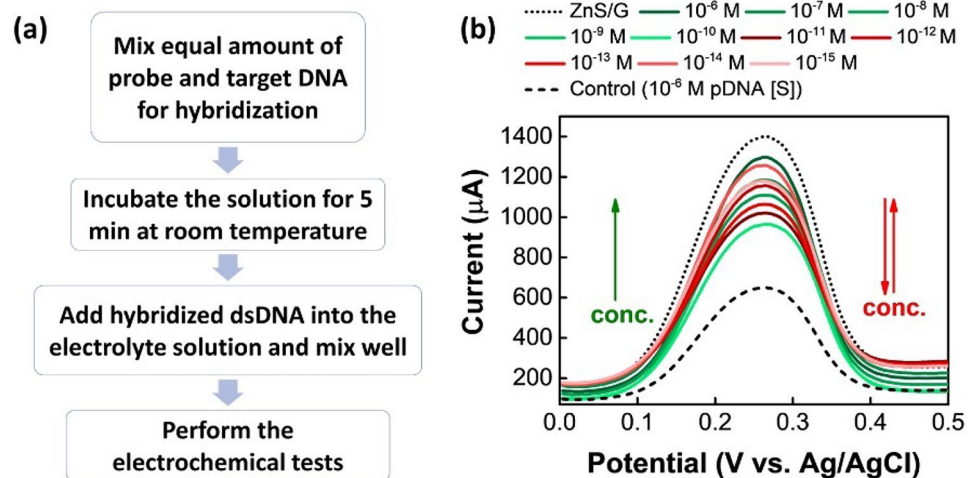 (a)
Mix equal amount of
probe and target DNA
for hybridization
Incubate the solution for 5
min at room temperature
Add hybridized dsDNA into the
electrolyte solution and mix well
Perform the
electrochemical tests
(b)
ZnS/G 10⁻⁶ M 10⁻⁷ M 10⁻⁸ M
10⁻⁹ M 10⁻¹⁰ M 10⁻¹¹ M 10⁻¹² M
10⁻¹³ M 10⁻¹⁴ M 10⁻¹⁵ M
Control (10⁻⁶ M pDNA [S])
Current (μA)
1400
1200
1000
800
600
400
200
conc.
conc.
0.0 0.1 0.2 0.3 0.4 0.5
Potential (V vs. Ag/AgCl)